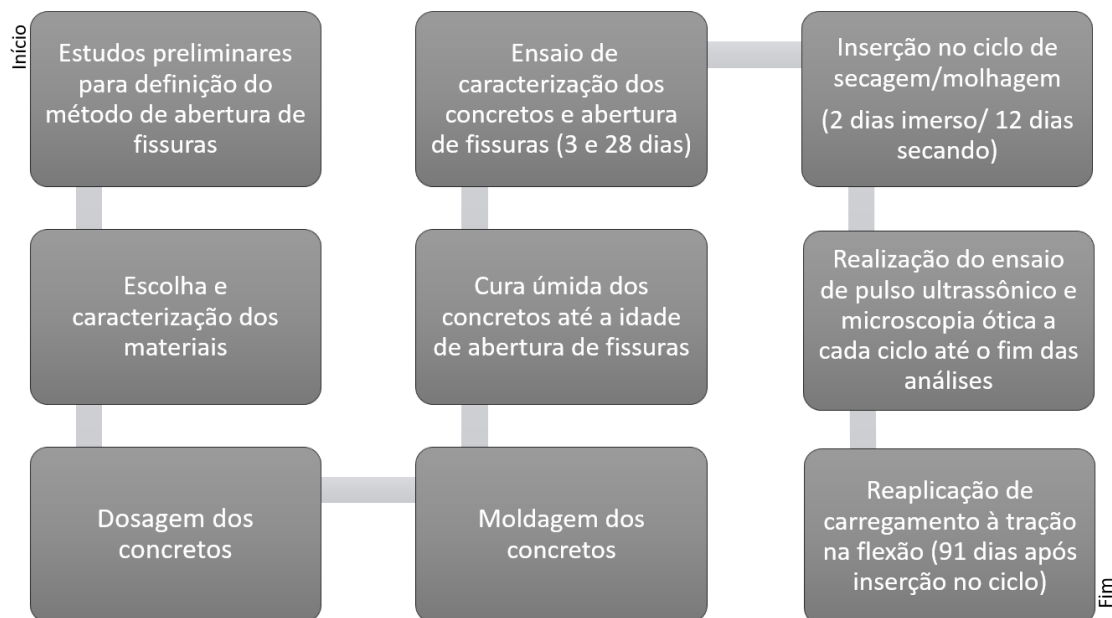 Início
Estudos preliminares
para definição do
método de abertura de
fissuras
Escolha e
caracterização dos
materiais
Dosagem dos
concretos
Moldagem dos
concretos
Cura úmida dos
concretos até a idade
de abertura de fissuras
Ensaio de
caracterização dos
concretos e abertura
de fissuras (3 e 28 dias)
Inserção no ciclo de
secagem/molhagem
(2 dias imerso/ 12 dias
secando)
Realização do ensaio
de pulso ultrassônico e
microscopia ótica a
cada ciclo até o fim das
análises
Reaplicação de
carregamento à tração
na flexão (91 dias após
inserção no ciclo)
Fim